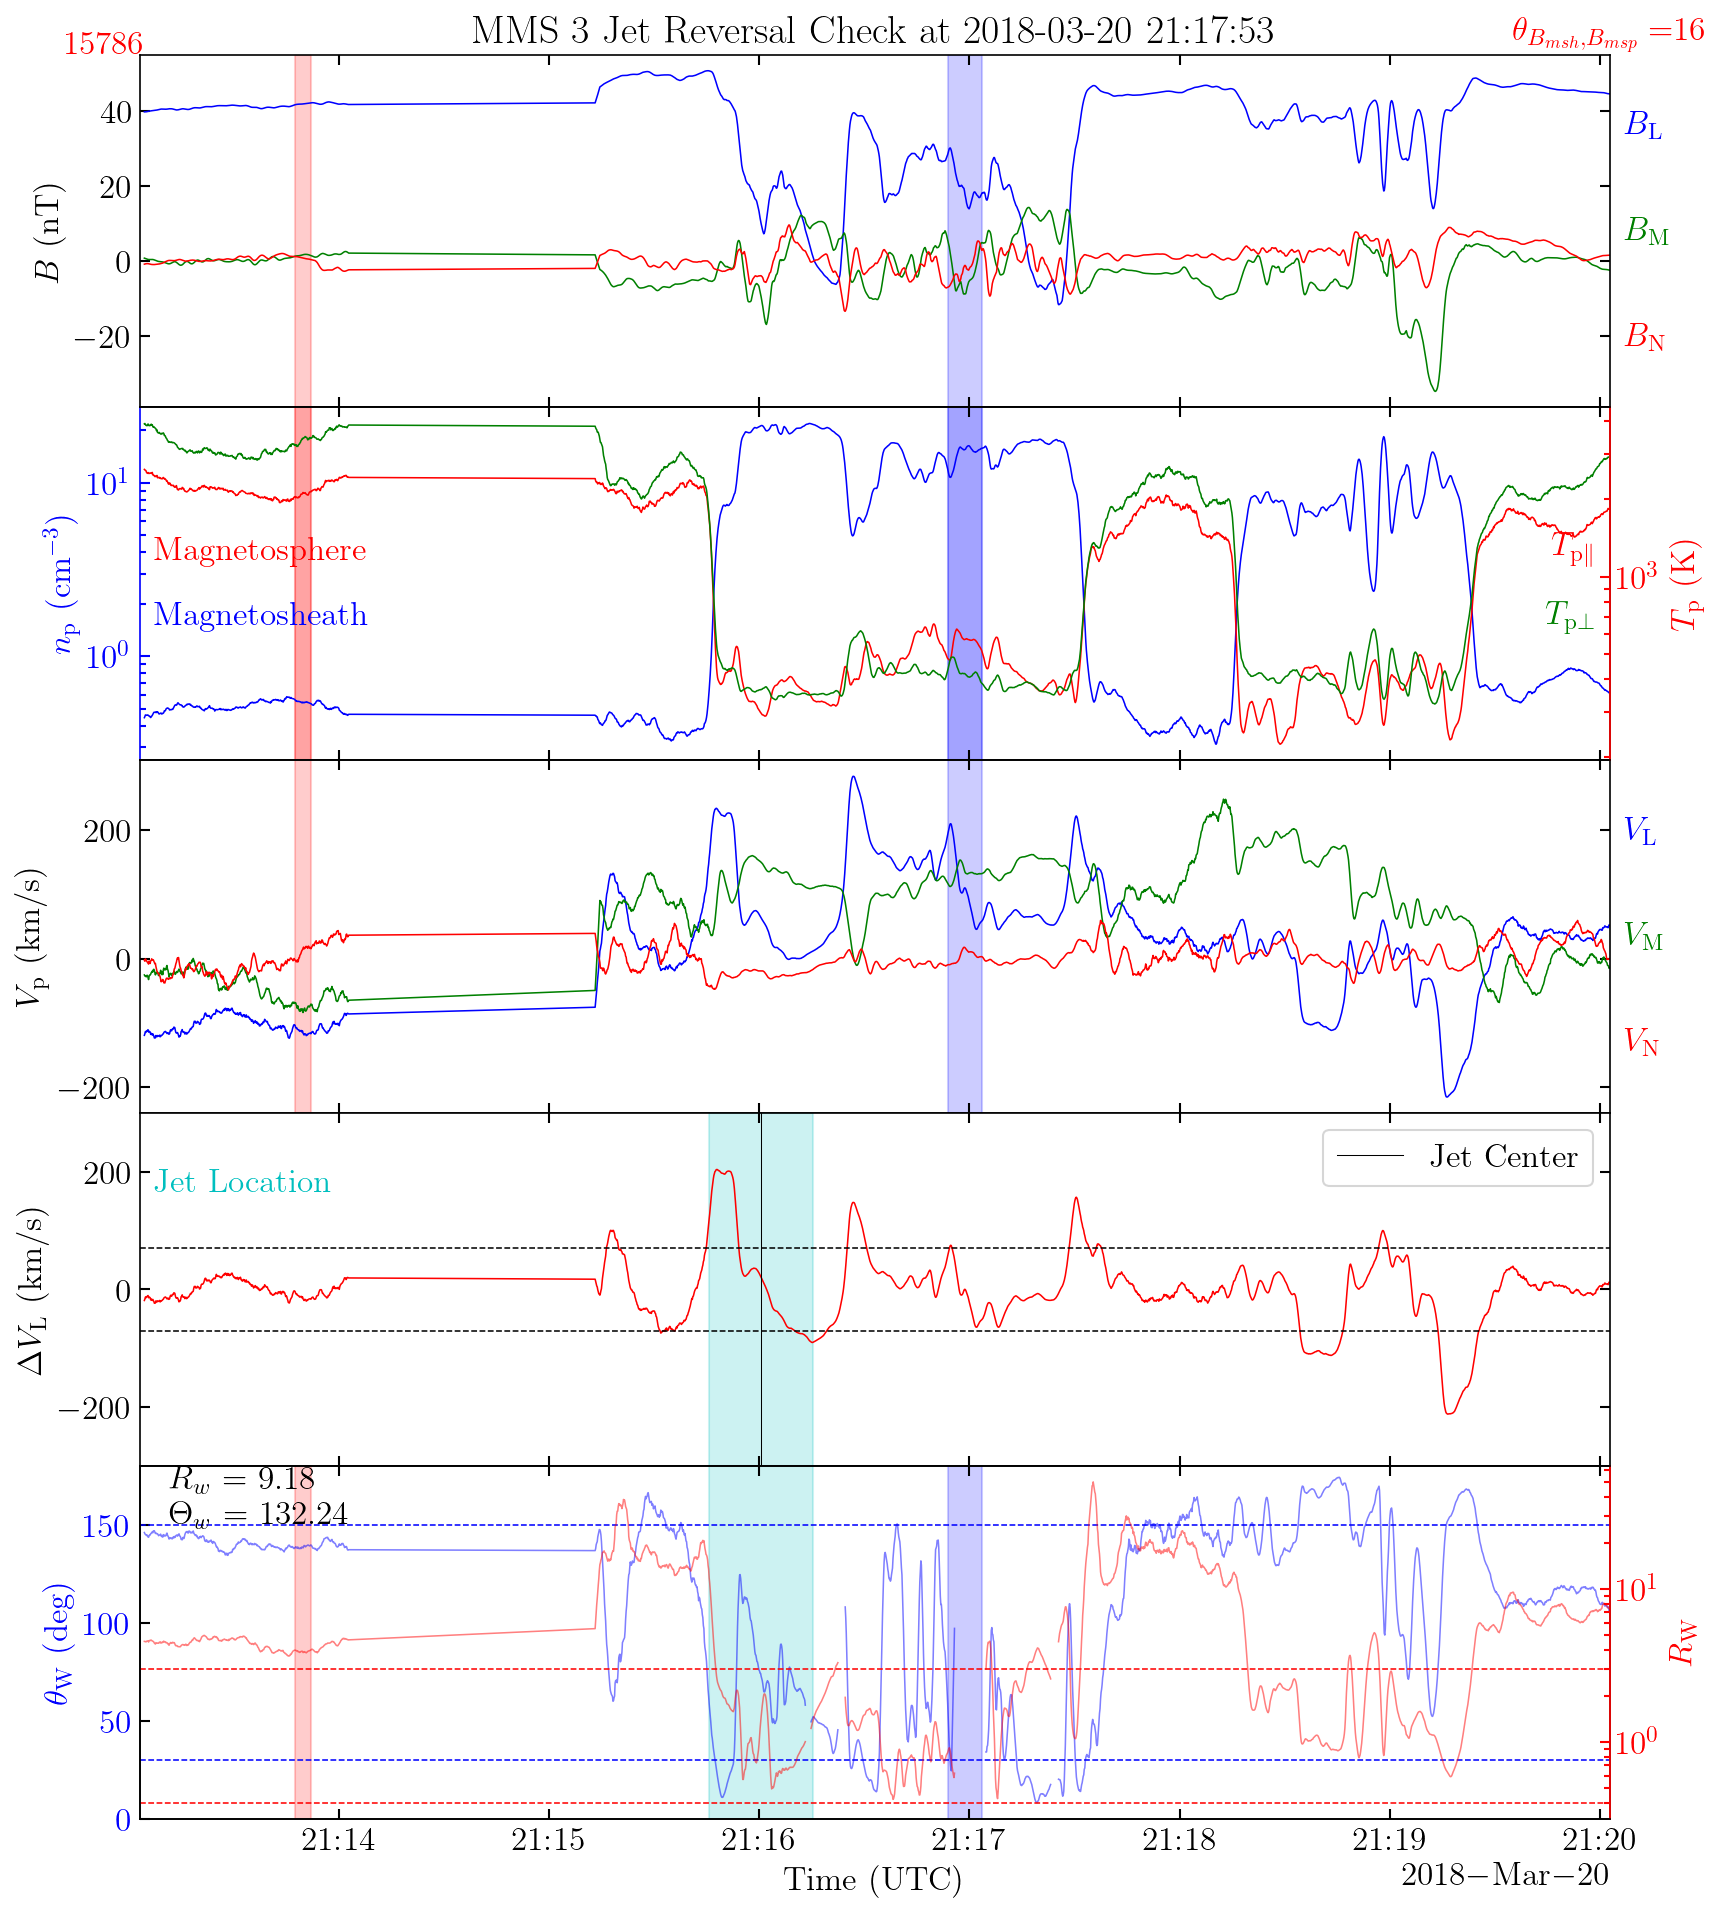 MMS 3 Jet Reversal Check at 2018-03-20 21:17:53
15786
θ_{B_{msh},B_{msp}} =16
B (nT)
40
20
0
−20
B_L
B_M
B_N
n_p (cm^{−3})
10^1
10^0
Magnetosphere
Magnetosheath
T_{p∥}
T_{p⊥}
10^3
T_p (K)
V_p (km/s)
200
0
−200
V_L
V_M
V_N
ΔV_L (km/s)
200
0
−200
Jet Location
Jet Center
R_w = 9.18
Θ_w = 132.24
θ_W (deg)
150
100
50
0
10^1
10^0
R_W
21:14 21:15 21:16 21:17 21:18 21:19 21:20
Time (UTC)
2018−Mar−20